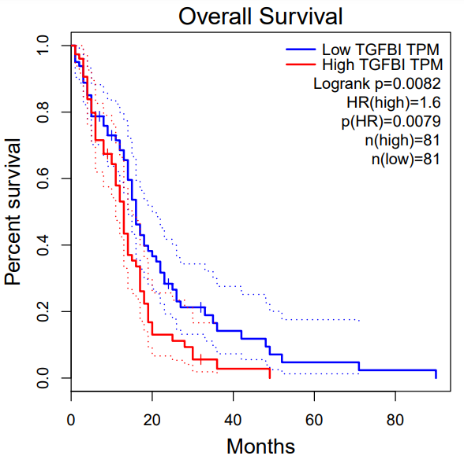 Overall Survival
Low TGFBI TPM
High TGFBI TPM
Logrank p=0.0082
HR(high)=1.6
p(HR)=0.0079
n(high)=81
n(low)=81
Percent survival
1.0
0.8
0.6
0.4
0.2
0.0
0 20 40 60 80
Months